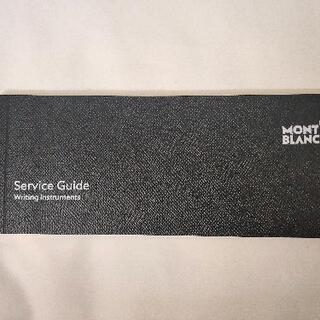 MONT
BLANC
Service Guide
Writing Instruments